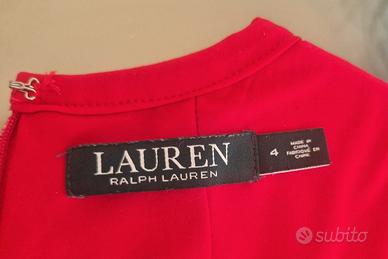 LAUREN
RALPH LAUREN
4
MADE IN
CHINA
FABRIQUÉ EN
CHINE
subito